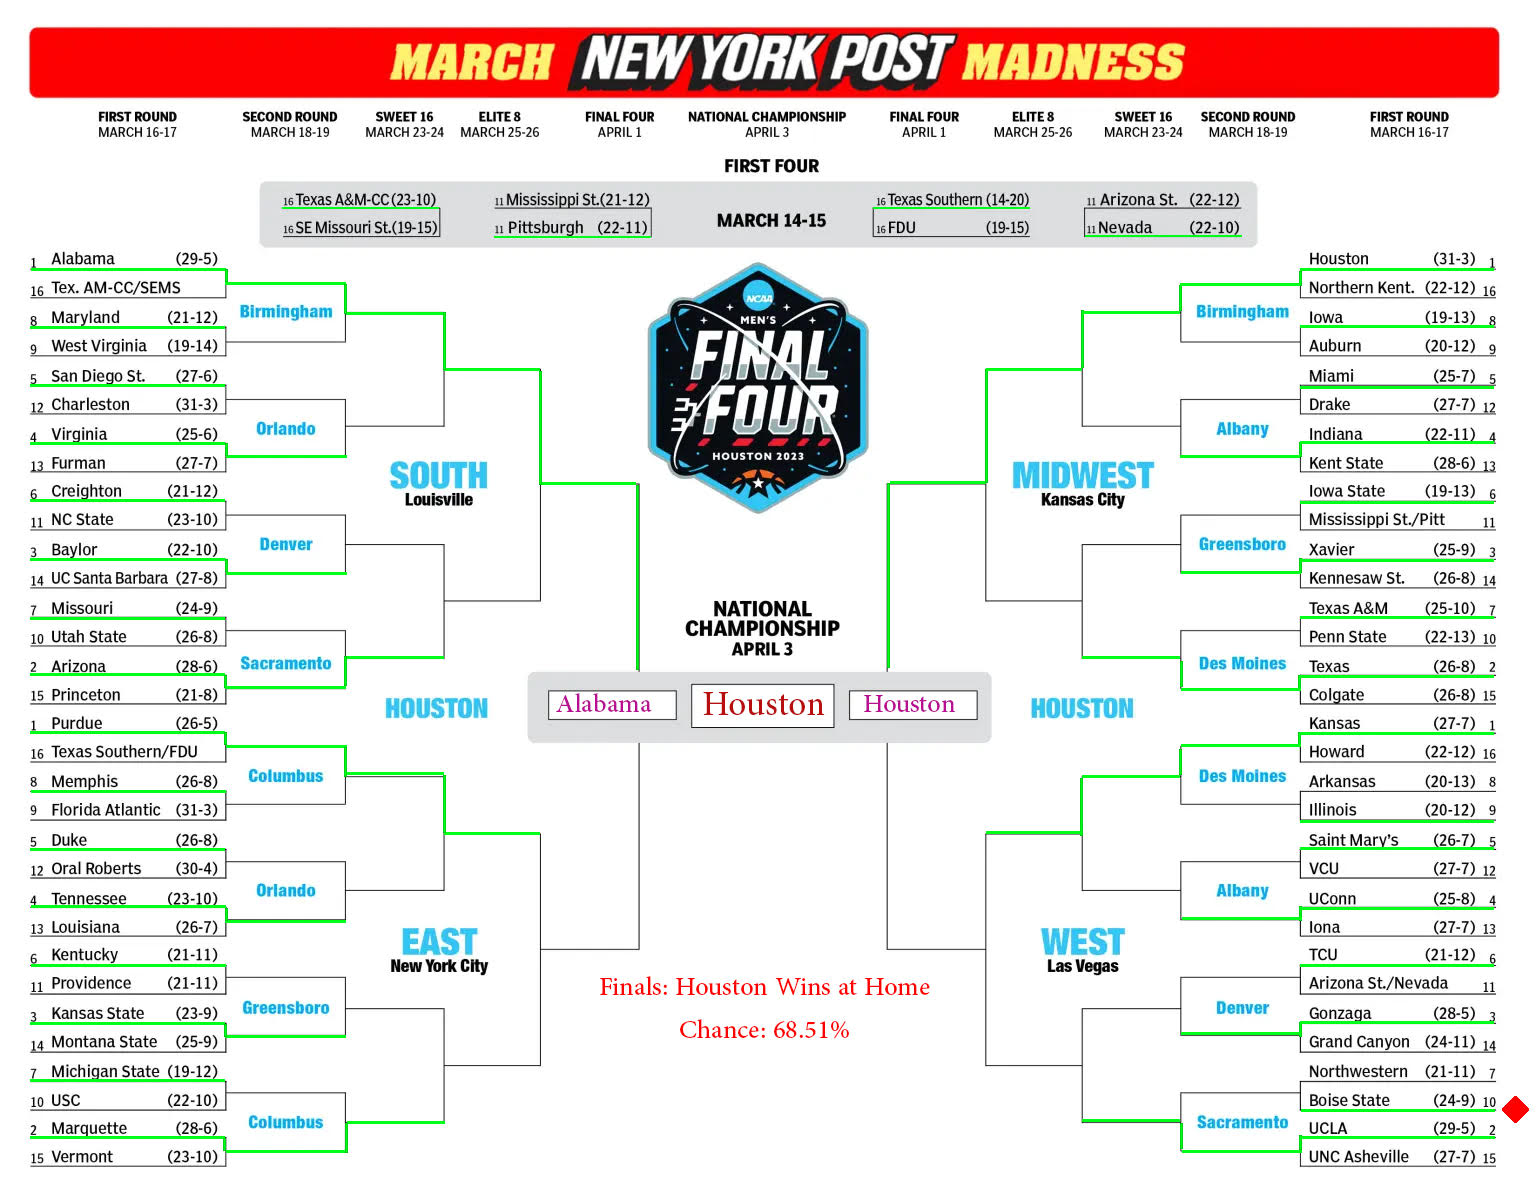 MARCH NEW YORK POST MADNESS
FIRST ROUND SECOND ROUND SWEET 16 ELITE 8 FINAL FOUR NATIONAL CHAMPIONSHIP FINAL FOUR ELITE 8 SWEET 16 SECOND ROUND FIRST ROUND
MARCH 16-17 MARCH 18-19 MARCH 23-24 MARCH 25-26 APRIL 1 APRIL 3 APRIL 1 MARCH 25-26 MARCH 23-24 MARCH 18-19 MARCH 16-17
FIRST FOUR
16 Texas A&M-CC (23-10)
16 SE Missouri St. (19-15)
11 Mississippi St. (21-12)
11 Pittsburgh (22-11)
MARCH 14-15
16 Texas Southern (14-20)
16 FDU (19-15)
11 Arizona St. (22-12)
11 Nevada (22-10)
1 Alabama (29-5)
16 Tex. AM-CC/SEMS
Birmingham
8 Maryland (21-12)
9 West Virginia (19-14)
5 San Diego St. (27-6)
12 Charleston (31-3)
Orlando
4 Virginia (25-6)
13 Furman (27-7)
SOUTH
Louisville
6 Creighton (21-12)
11 NC State (23-10)
Denver
3 Baylor (22-10)
14 UC Santa Barbara (27-8)
7 Missouri (24-9)
10 Utah State (26-8)
Sacramento
2 Arizona (28-6)
15 Princeton (21-8)
HOUSTON
1 Purdue (26-5)
16 Texas Southern/FDU
Columbus
8 Memphis (26-8)
9 Florida Atlantic (31-3)
5 Duke (26-8)
12 Oral Roberts (30-4)
Orlando
4 Tennessee (23-10)
13 Louisiana (26-7)
EAST
New York City
6 Kentucky (21-11)
11 Providence (21-11)
Greensboro
3 Kansas State (23-9)
14 Montana State (25-9)
7 Michigan State (19-12)
10 USC (22-10)
Columbus
2 Marquette (28-6)
15 Vermont (23-10)
NCAA
MEN'S
FINAL
FOUR
HOUSTON 2023
NATIONAL
CHAMPIONSHIP
APRIL 3
Alabama Houston Houston
Finals: Houston Wins at Home
Chance: 68.51%
Houston (31-3) 1
Northern Kent. (22-12) 16
Birmingham
Iowa (19-13) 8
Auburn (20-12) 9
Miami (25-7) 5
Drake (27-7) 12
Albany
Indiana (22-11) 4
Kent State (28-6) 13
MIDWEST
Kansas City
Iowa State (19-13) 6
Mississippi St./Pitt 11
Greensboro
Xavier (25-9) 3
Kennesaw St. (26-8) 14
Texas A&M (25-10) 7
Penn State (22-13) 10
Des Moines
Texas (26-8) 2
Colgate (26-8) 15
HOUSTON
Kansas (27-7) 1
Howard (22-12) 16
Des Moines
Arkansas (20-13) 8
Illinois (20-12) 9
Saint Mary's (26-7) 5
VCU (27-7) 12
Albany
UConn (25-8) 4
Iona (27-7) 13
WEST
Las Vegas
TCU (21-12) 6
Arizona St./Nevada 11
Denver
Gonzaga (28-5) 3
Grand Canyon (24-11) 14
Northwestern (21-11) 7
Boise State (24-9) 10
Sacramento
UCLA (29-5) 2
UNC Asheville (27-7) 15